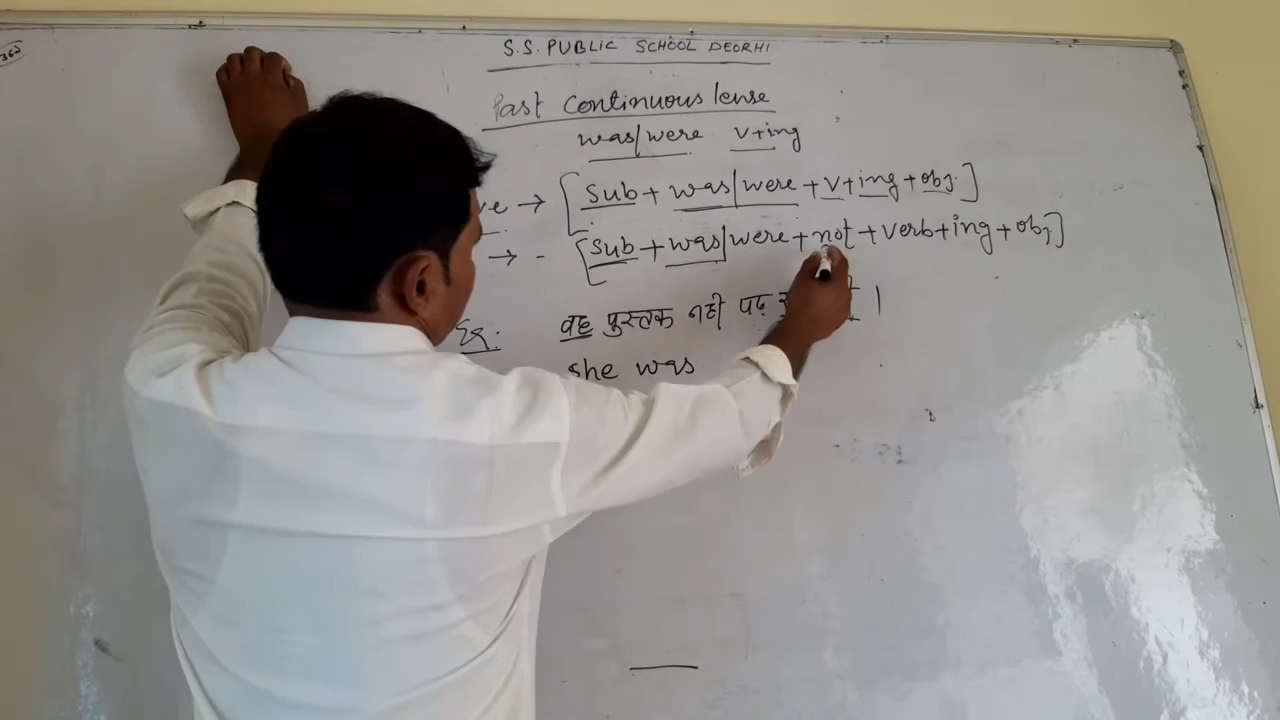 S.S. PUBLIC SCHOOL DEORHI
Past Continuous Tense
was/were v+ing
ve → [Sub + was/were + v + ing + obj.]
→ - [Sub + was/were + not + verb + ing + obj]
Ex: वह पुस्तक नही पढ़ |
she was